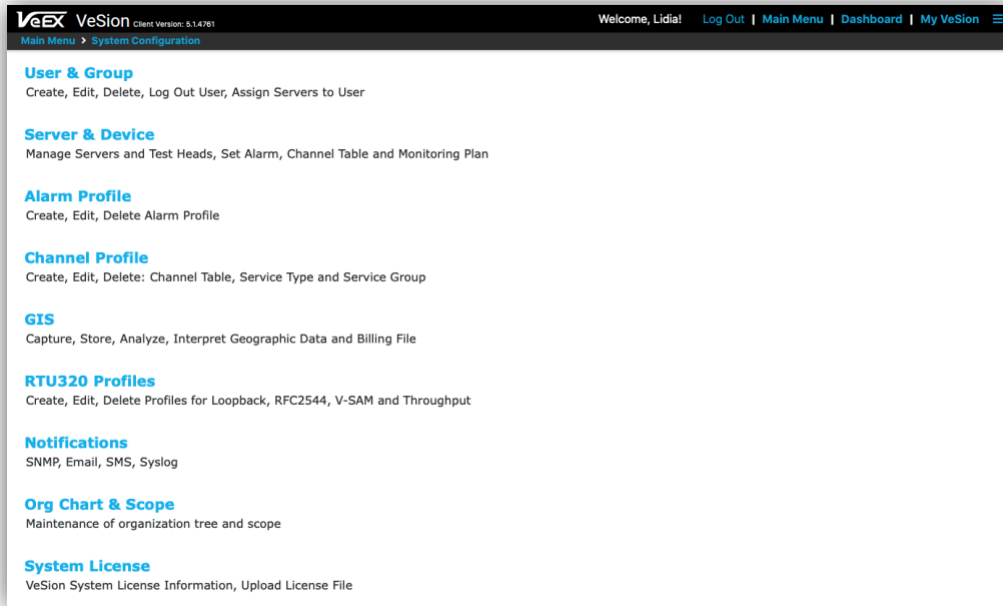 VeEX VeSion Client Version: 5.1.4761 Welcome, Lidia! Log Out | Main Menu | Dashboard | My VeSion
Main Menu > System Configuration
User & Group
Create, Edit, Delete, Log Out User, Assign Servers to User
Server & Device
Manage Servers and Test Heads, Set Alarm, Channel Table and Monitoring Plan
Alarm Profile
Create, Edit, Delete Alarm Profile
Channel Profile
Create, Edit, Delete: Channel Table, Service Type and Service Group
GIS
Capture, Store, Analyze, Interpret Geographic Data and Billing File
RTU320 Profiles
Create, Edit, Delete Profiles for Loopback, RFC2544, V-SAM and Throughput
Notifications
SNMP, Email, SMS, Syslog
Org Chart & Scope
Maintenance of organization tree and scope
System License
VeSion System License Information, Upload License File